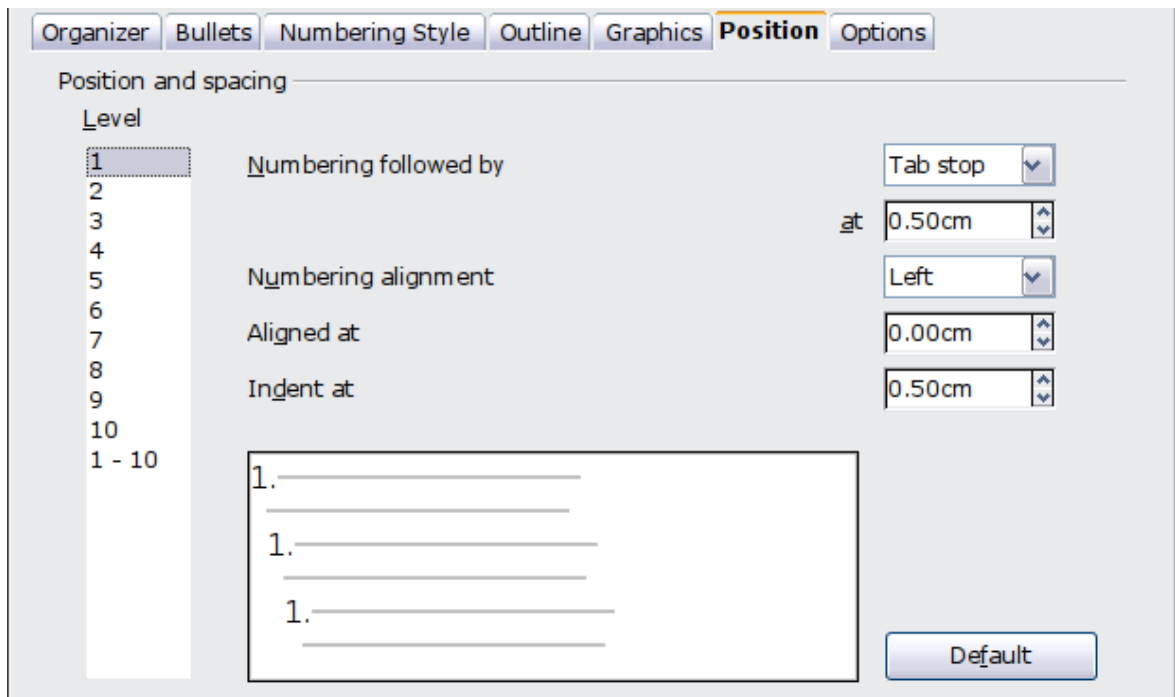 Organizer Bullets Numbering Style Outline Graphics Position Options
Position and spacing
Level
1
2
3
4
5
6
7
8
9
10
1 - 10
Numbering followed by Tab stop
at 0.50cm
Numbering alignment Left
Aligned at 0.00cm
Indent at 0.50cm
1.
1.
1.
Default